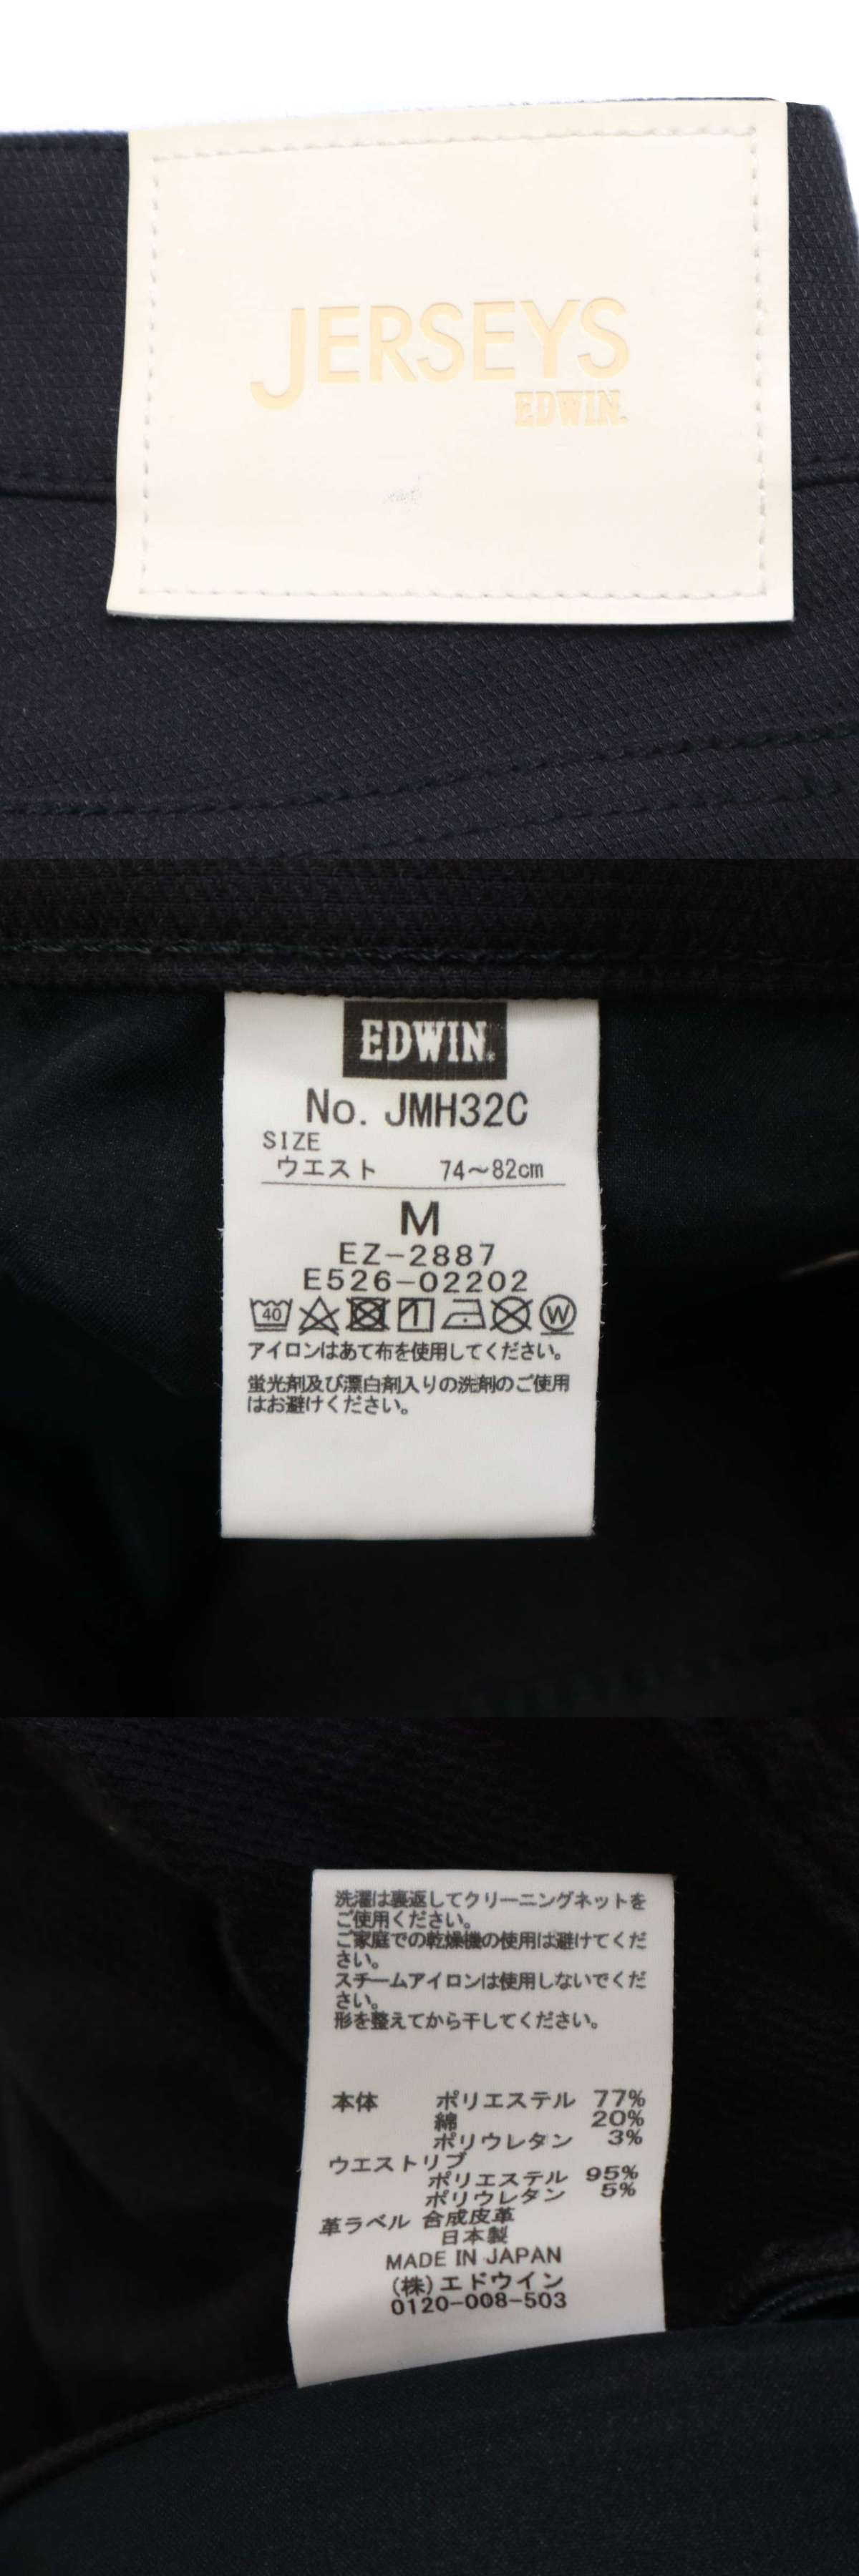 JERSEYS
EDWIN.
EDWIN.
No. JMH32C
SIZE
ウエスト 74～82cm
M
EZ-2887
E526-02202
40 W
アイロンはあて布を使用してください。
蛍光剤及び漂白剤入りの洗剤のご使用
はお避けください。
洗濯は裏返してクリーニングネットを
ご使用ください。
ご家庭での乾燥機の使用は避けてくだ
さい。
スチームアイロンは使用しないでくだ
さい。
形を整えてから干してください。
本体 ポリエステル 77%
綿 20%
ポリウレタン 3%
ウエストリブ
ポリエステル 95%
ポリウレタン 5%
革ラベル 合成皮革
日本製
MADE IN JAPAN
(株)エドウイン
0120-008-503